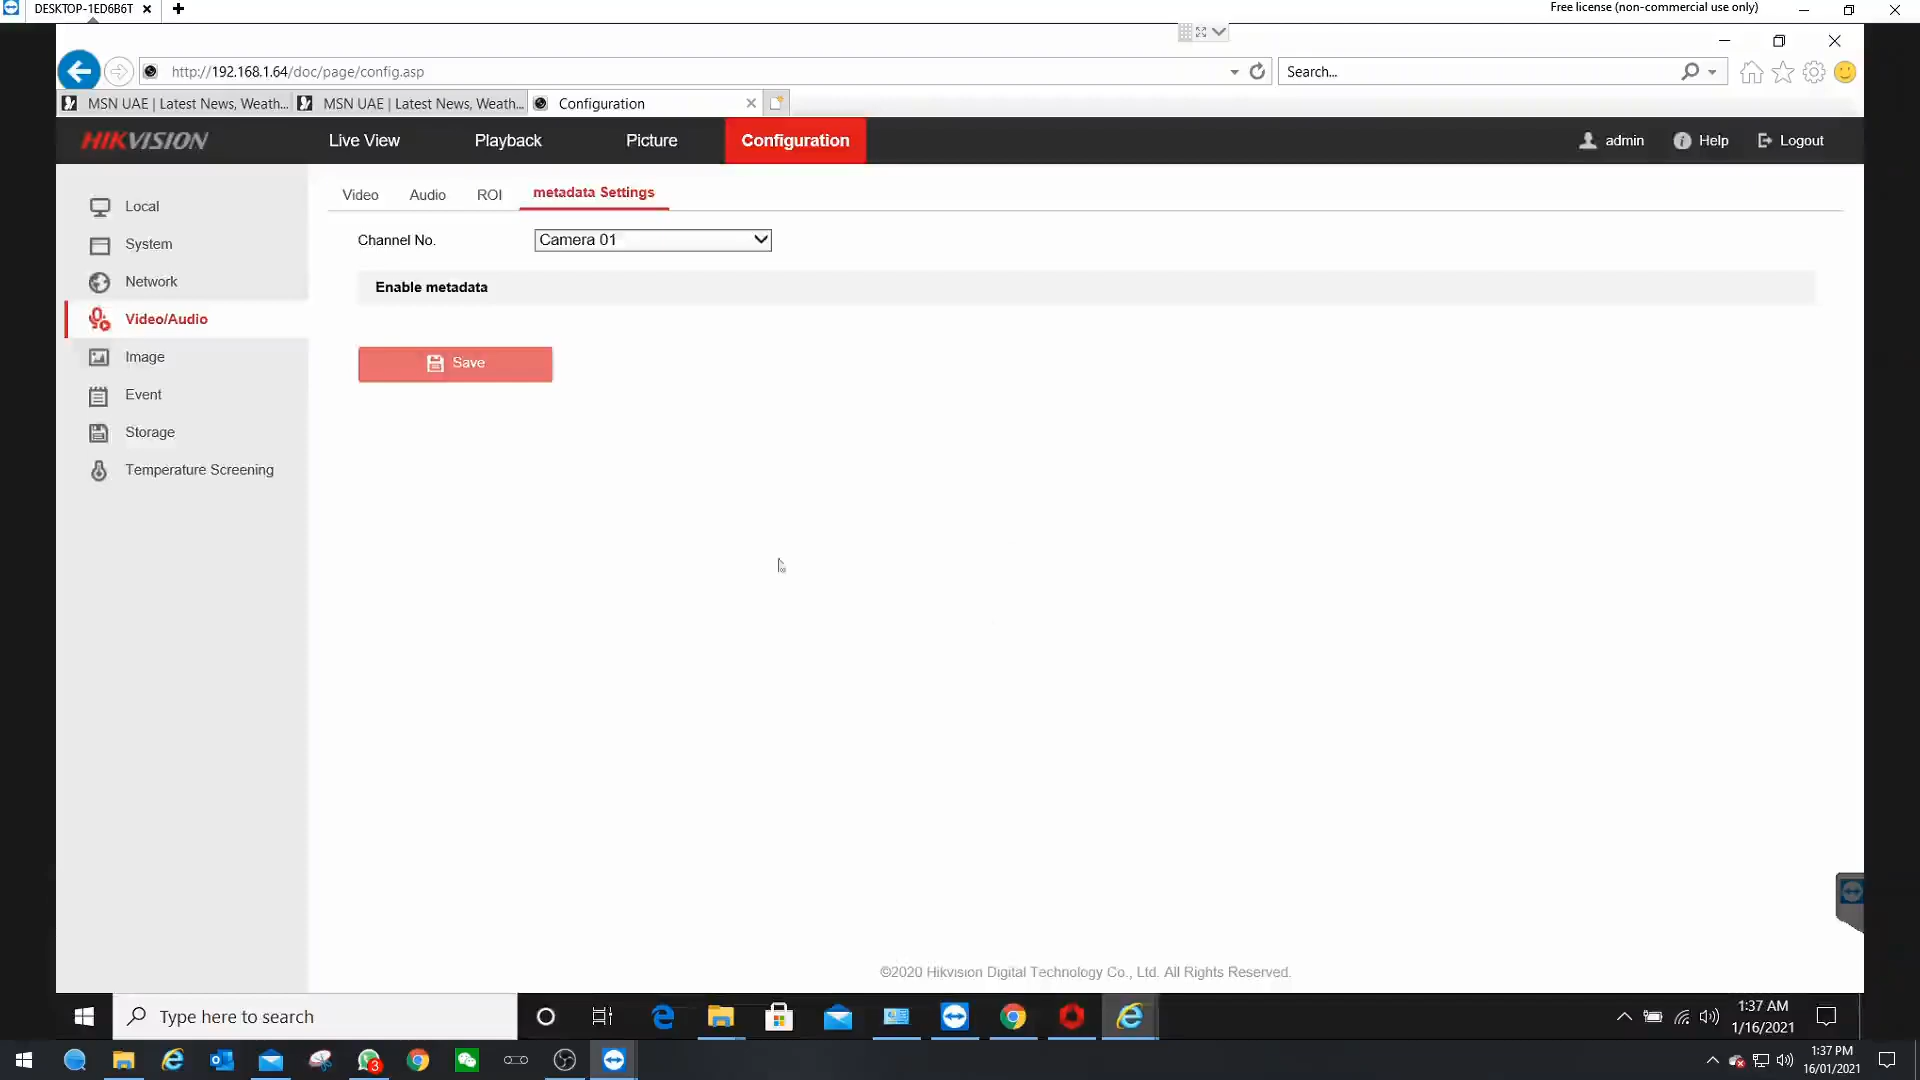 DESKTOP-1ED6B6T
Free license (non-commercial use only)
http://192.168.1.64/doc/page/config.asp
Search...
MSN UAE | Latest News, Weath...
MSN UAE | Latest News, Weath...
Configuration
HIKVISION
Live View
Playback
Picture
Configuration
admin
Help
Logout
Local
System
Network
Video/Audio
Image
Event
Storage
Temperature Screening
Video
Audio
ROI
metadata Settings
Channel No.
Camera 01
Enable metadata
Save
©2020 Hikvision Digital Technology Co., Ltd. All Rights Reserved.
Type here to search
1:37 AM
1/16/2021
3
1:37 PM
16/01/2021